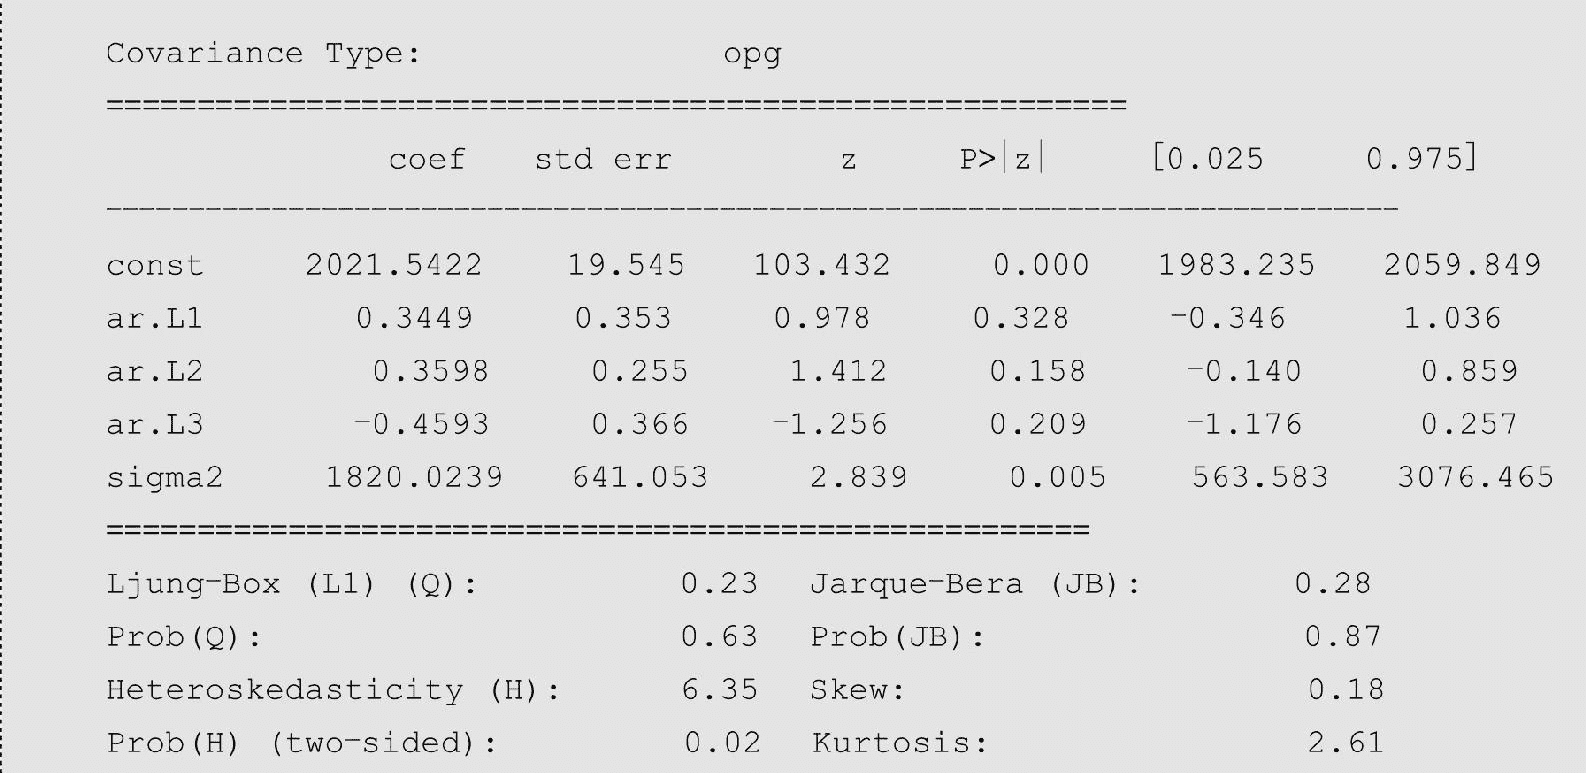 Covariance Type: opg
========================================================
coef std err z P>|z| [0.025 0.975]
-----------------------------------------------------------------------
const 2021.5422 19.545 103.432 0.000 1983.235 2059.849
ar.L1 0.3449 0.353 0.978 0.328 -0.346 1.036
ar.L2 0.3598 0.255 1.412 0.158 -0.140 0.859
ar.L3 -0.4593 0.366 -1.256 0.209 -1.176 0.257
sigma2 1820.0239 641.053 2.839 0.005 563.583 3076.465
======================================================
Ljung-Box (L1) (Q): 0.23 Jarque-Bera (JB): 0.28
Prob(Q): 0.63 Prob(JB): 0.87
Heteroskedasticity (H): 6.35 Skew: 0.18
Prob(H) (two-sided): 0.02 Kurtosis: 2.61